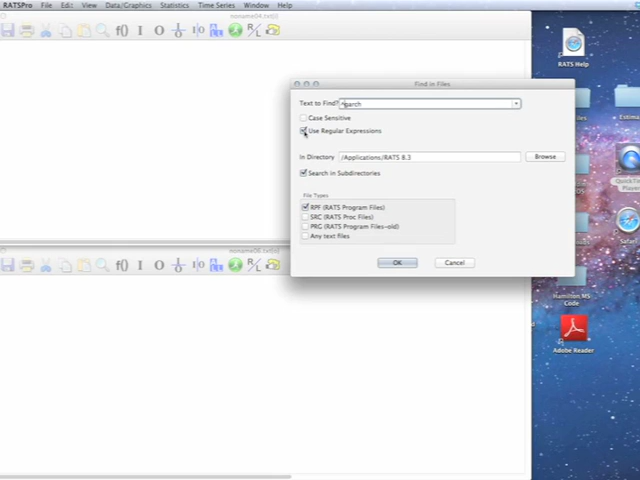 RATSPro File Edit View Data/Graphics Statistics Time Series Window Help
noname04.txt(i)
f() I O I/O R/L
Find in Files
RATS Help
Text to Find? ^garch
Case Sensitive
Use Regular Expressions
In Directory /Applications/RATS 8.3 Browse
Search in Subdirectories
File Types
RPF (RATS Program Files)
SRC (RATS Proc Files)
PRG (RATS Program Files-old)
Any text files
noname06.txt(o)
f() I O I/O R/L
OK Cancel
Hamilton MS
Code
Adobe Reader